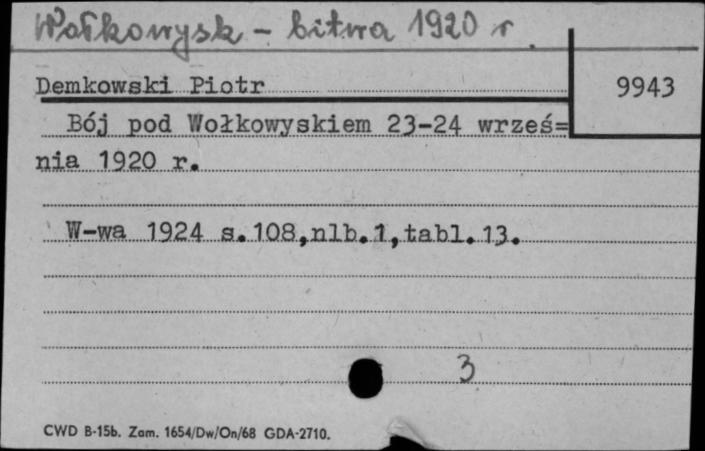 Wołkowysk - bitwa 1920 r.
Demkowski Piotr
9943
Bój pod Wołkowyskiem 23-24 wrześ=
nia 1920 r.
W-wa 1924 s.108,nlb.1,tabl.13.
3
CWD B-15b. Zam. 1654/Dw/On/68 GDA-2710.